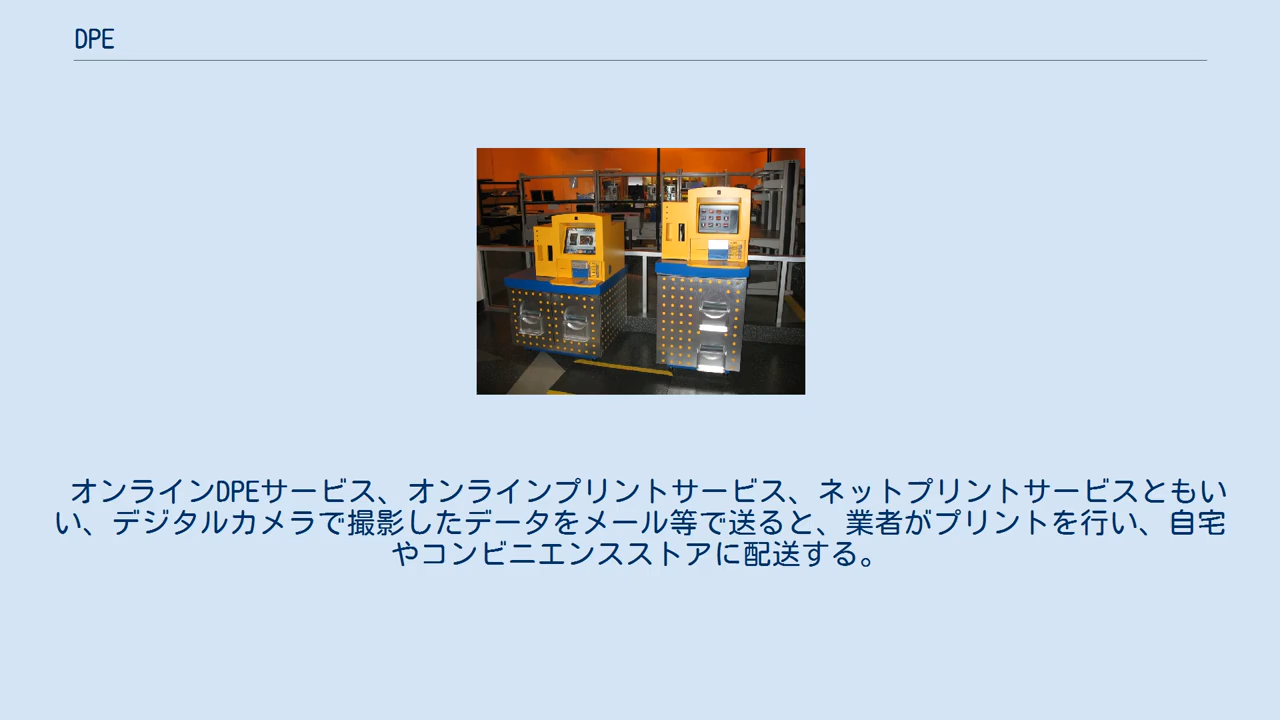 DPE
オンラインDPEサービス、オンラインプリントサービス、ネットプリントサービスともい
い、デジタルカメラで撮影したデータをメール等で送ると、業者がプリントを行い、自宅
やコンビニエンスストアに配送する。